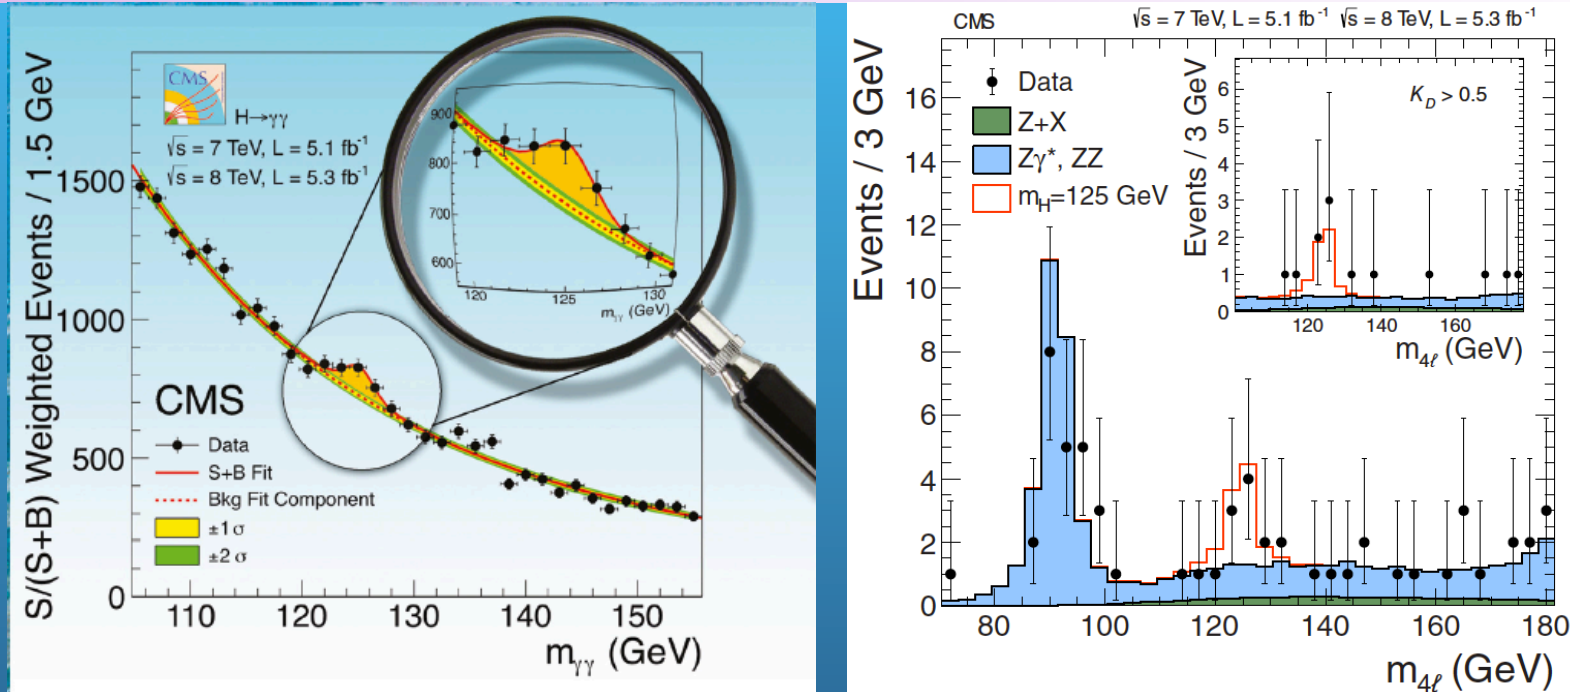 S/(S+B) Weighted Events / 1.5 GeV
CMS
H→γγ
√s = 7 TeV, L = 5.1 fb⁻¹
√s = 8 TeV, L = 5.3 fb⁻¹
1500
1000
500
0
CMS
Data
S+B Fit
Bkg Fit Component
±1 σ
±2 σ
110 120 130 140 150
m_γγ (GeV)
900
800
700
600
120 125 130
m_γγ (GeV)
CMS √s = 7 TeV, L = 5.1 fb⁻¹ √s = 8 TeV, L = 5.3 fb⁻¹
Events / 3 GeV
16
14
12
10
8
6
4
2
0
Data
Z+X
Zγ*, ZZ
m_H=125 GeV
80 100 120 140 160 180
m_4ℓ (GeV)
Events / 3 GeV
6
5
4
3
2
1
0
K_D > 0.5
120 140 160
m_4ℓ (GeV)